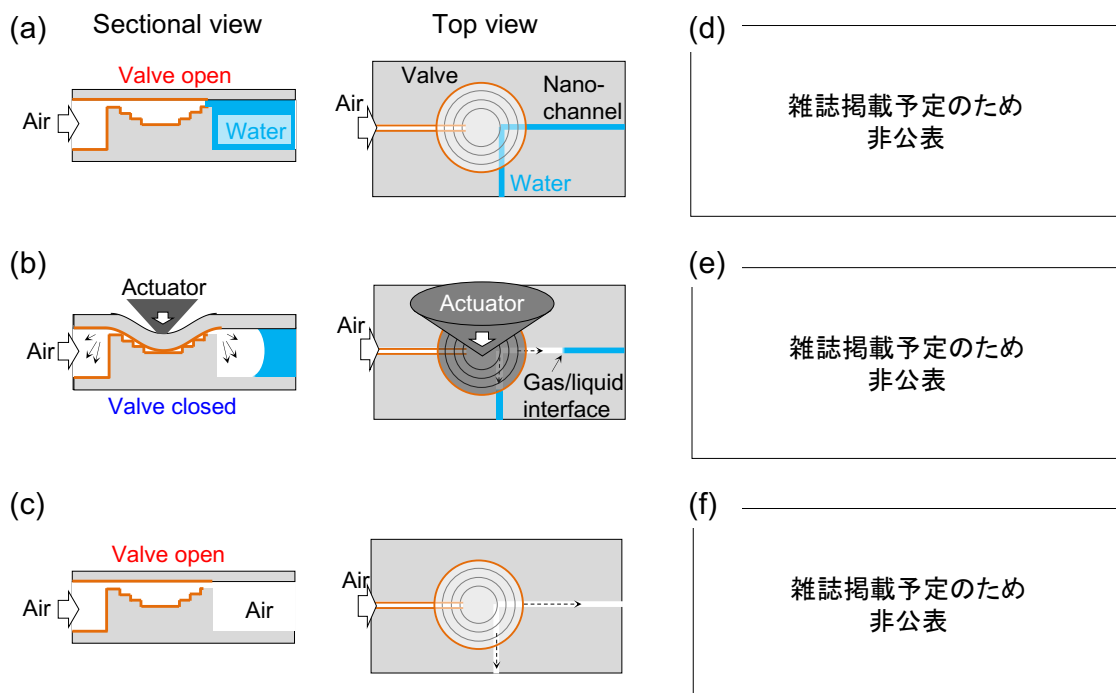 (a)
Sectional view
Top view
Valve open
Air
Water
Valve
Nano-
channel
Air
Water
(d)
雑誌掲載予定のため
非公表
(b)
Actuator
Air
Valve closed
Actuator
Air
Gas/liquid
interface
(e)
雑誌掲載予定のため
非公表
(c)
Valve open
Air
Air
Air
(f)
雑誌掲載予定のため
非公表